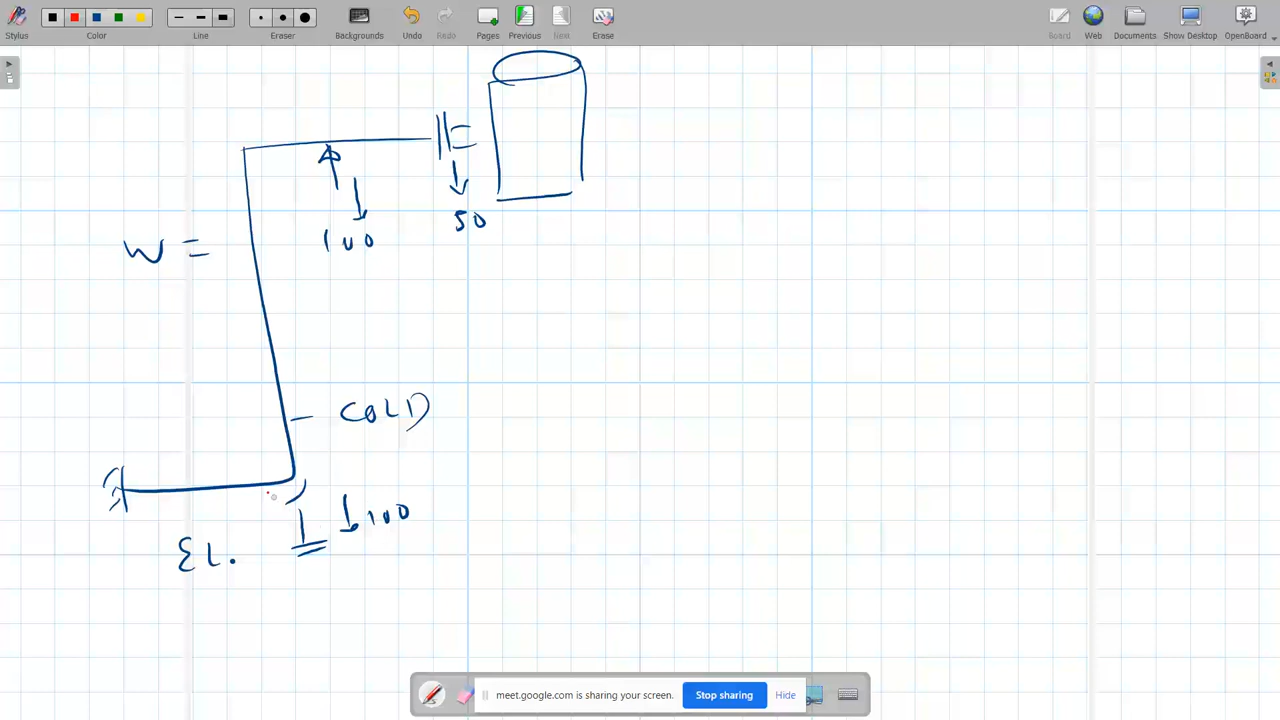 Stylus
Color
Line
Eraser
Backgrounds
Undo
Redo
Pages
Previous
Next
Erase
Board
Web
Documents
Show Desktop
OpenBoard
50
100
W =
COLD
100
EL.
meet.google.com is sharing your screen.
Stop sharing
Hide